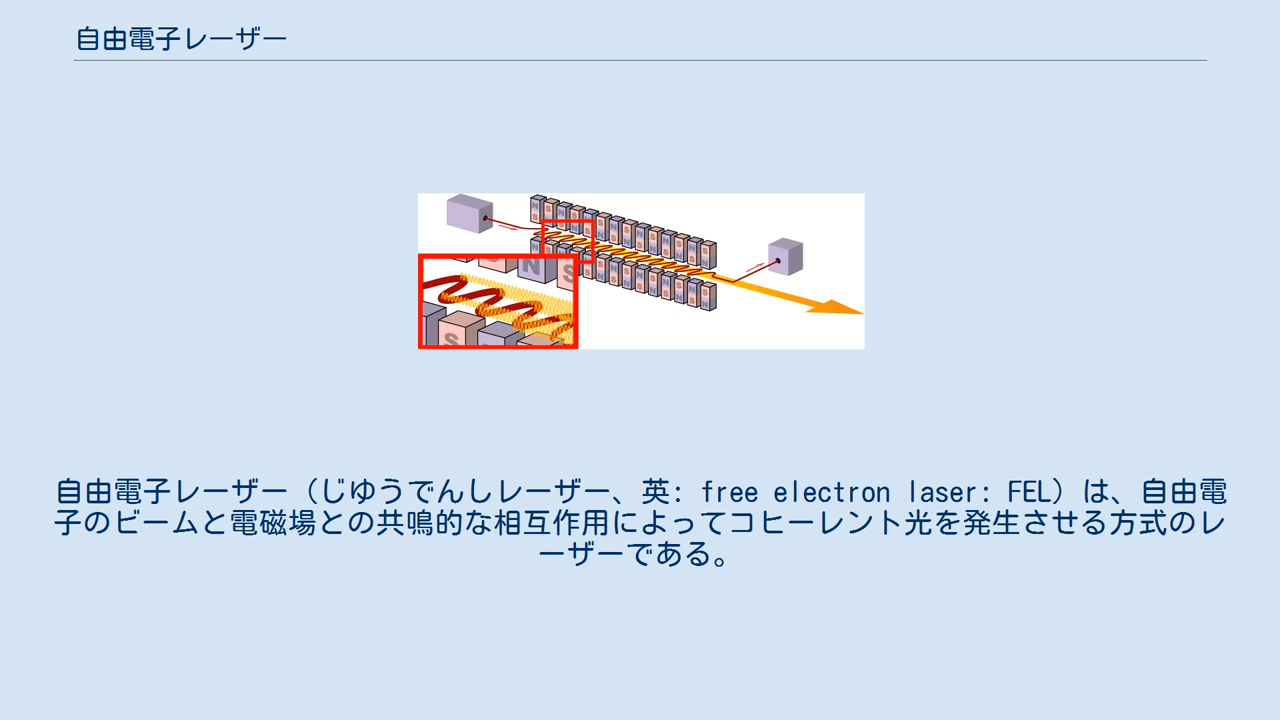 自由電子レーザー
自由電子レーザー（じゆうでんしレーザー、英: free electron laser: FEL）は、自由電
子のビームと電磁場との共鳴的な相互作用によってコヒーレント光を発生させる方式のレ
ーザーである。